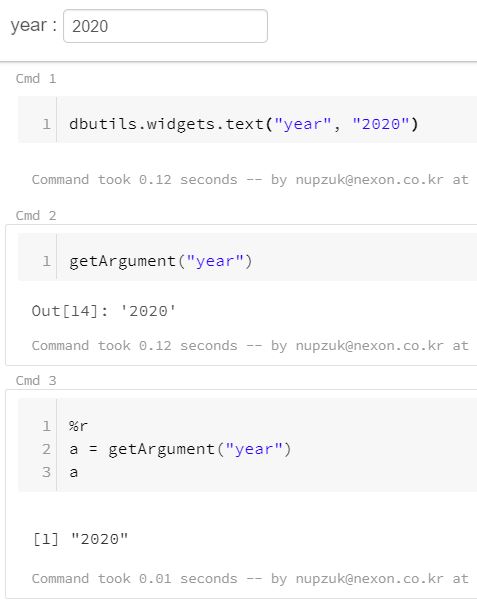 year : 2020
Cmd 1
1 dbutils.widgets.text("year", "2020")
Command took 0.12 seconds -- by nupzuk@nexon.co.kr at
Cmd 2
1 getArgument("year")
Out[14]: '2020'
Command took 0.12 seconds -- by nupzuk@nexon.co.kr at
Cmd 3
1 %r
2 a = getArgument("year")
3 a
[1] "2020"
Command took 0.01 seconds -- by nupzuk@nexon.co.kr at